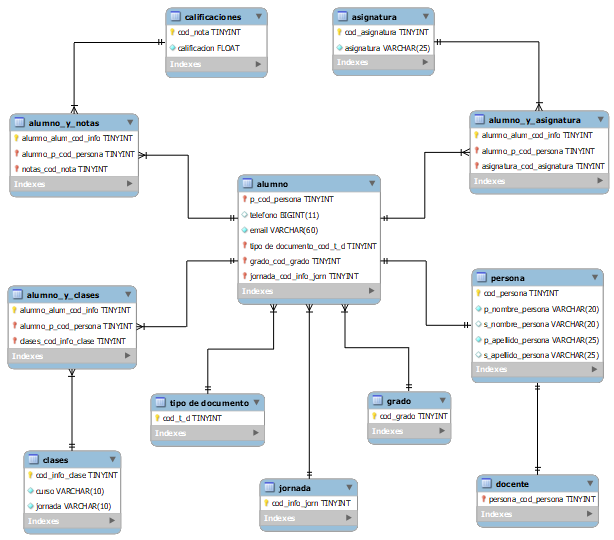 calificaciones
cod_nota TINYINT
calificacion FLOAT
Indexes
asignatura
cod_asignatura TINYINT
asignatura VARCHAR(25)
Indexes
alumno_y_notas
alumno_alum_cod_info TINYINT
alumno_p_cod_persona TINYINT
notas_cod_nota TINYINT
Indexes
alumno_y_asignatura
alumno_alum_cod_info TINYINT
alumno_p_cod_persona TINYINT
asignatura_cod_asignatura TINYINT
Indexes
alumno
p_cod_persona TINYINT
telefono BIGINT(11)
email VARCHAR(60)
tipo de documento_cod_t_d TINYINT
grado_cod_grado TINYINT
jornada_cod_info_jorn TINYINT
Indexes
alumno_y_clases
alumno_alum_cod_info TINYINT
alumno_p_cod_persona TINYINT
clases_cod_info_clase TINYINT
Indexes
persona
cod_persona TINYINT
p_nombre_persona VARCHAR(20)
s_nombre_persona VARCHAR(20)
p_apellido_persona VARCHAR(25)
s_apellido_persona VARCHAR(25)
Indexes
tipo de documento
cod_t_d TINYINT
Indexes
grado
cod_grado TINYINT
Indexes
clases
cod_info_clase TINYINT
curso VARCHAR(10)
jornada VARCHAR(10)
Indexes
jornada
cod_info_jorn TINYINT
Indexes
docente
persona_cod_persona TINYINT
Indexes